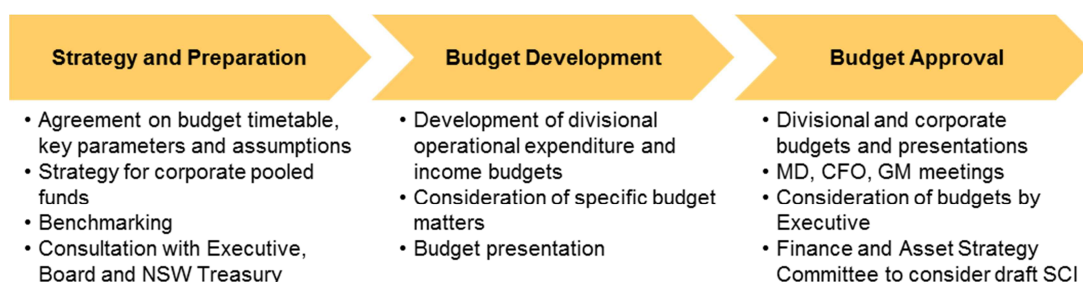 Strategy and Preparation
• Agreement on budget timetable,
key parameters and assumptions
• Strategy for corporate pooled
funds
• Benchmarking
• Consultation with Executive,
Board and NSW Treasury
Budget Development
• Development of divisional
operational expenditure and
income budgets
• Consideration of specific budget
matters
• Budget presentation
Budget Approval
• Divisional and corporate
budgets and presentations
• MD, CFO, GM meetings
• Consideration of budgets by
Executive
• Finance and Asset Strategy
Committee to consider draft SCI